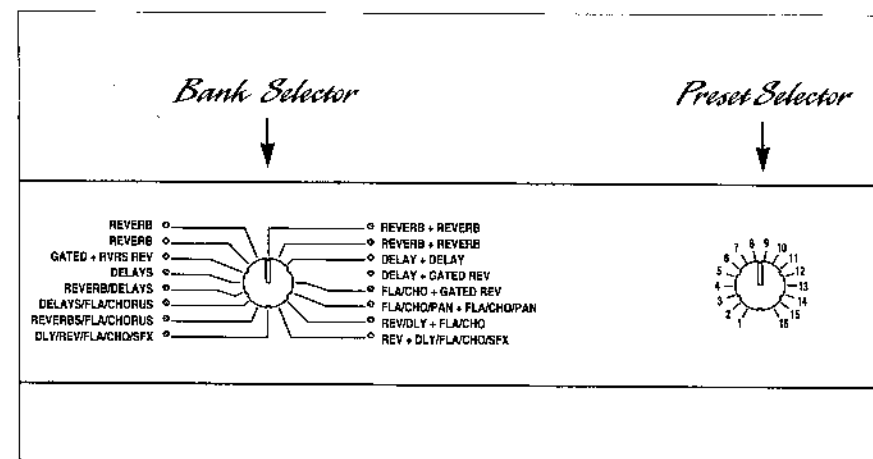 Bank Selector
Preset Selector
REVERB
REVERB
GATED + RVRS REV
DELAYS
REVERB/DELAYS
DELAYS/FLA/CHORUS
REVERBS/FLA/CHORUS
DLY/REV/FLA/CHO/SFX
REVERB + REVERB
REVERB + REVERB
DELAY + DELAY
DELAY + GATED REV
FLA/CHO + GATED REV
FLA/CHO/PAN + FLA/CHO/PAN
REV/DLY + FLA/CHO
REV + DLY/FLA/CHO/SFX
1
2
3
4
5
6
7
8
9
10
11
12
13
14
15
16